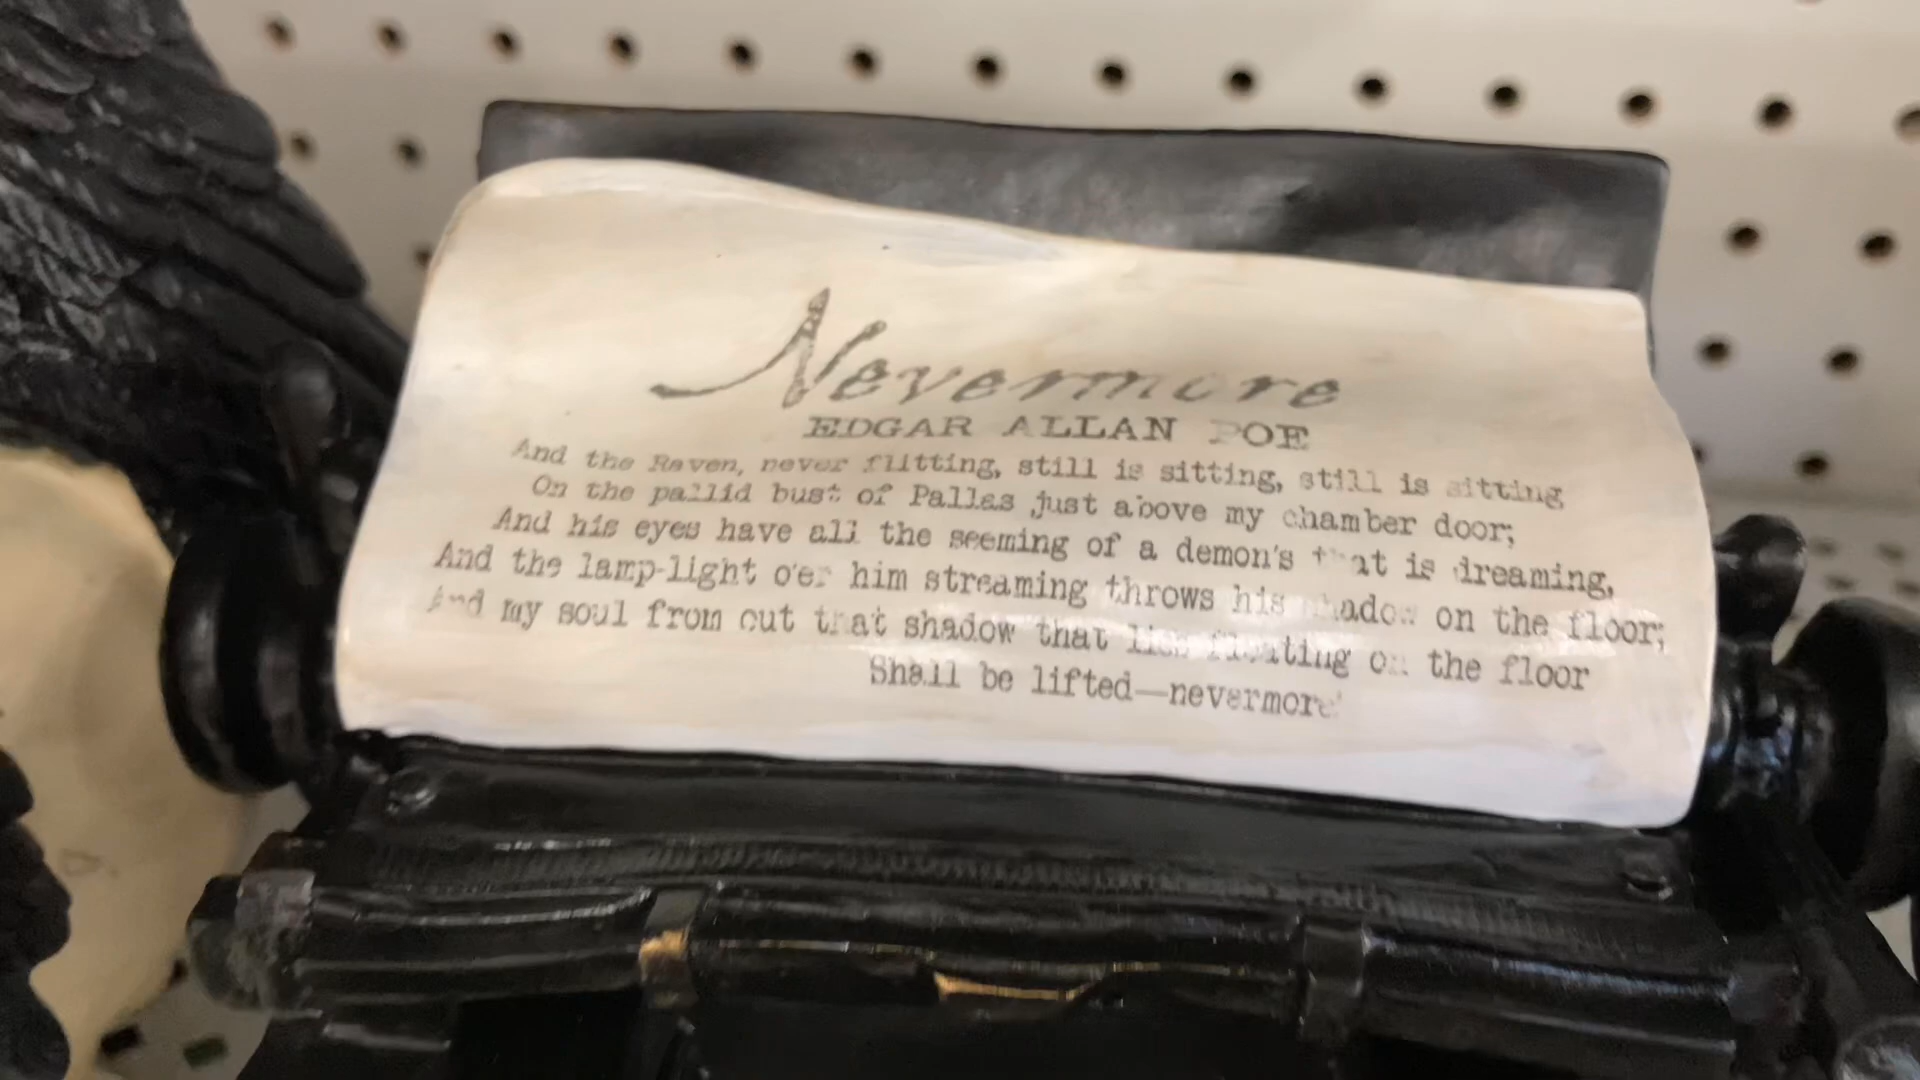 Nevermore
EDGAR ALLAN POE
And the Raven, never flitting, still is sitting, still is sitting
On the pallid bust of Pallas just above my chamber door;
And his eyes have all the seeming of a demon's that is dreaming,
And the lamp-light o'er him streaming throws his shadow on the floor;
And my soul from out that shadow that lies floating on the floor
Shall be lifted—nevermore!